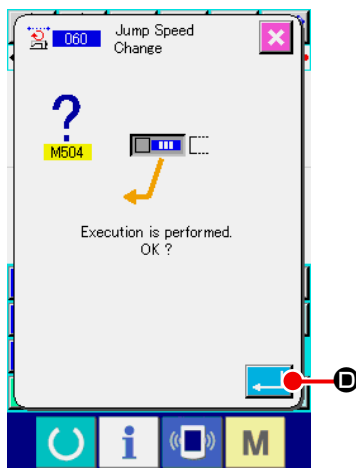 060 Jump Speed
Change
?
M504
Execution is performed.
OK ?
D
i M